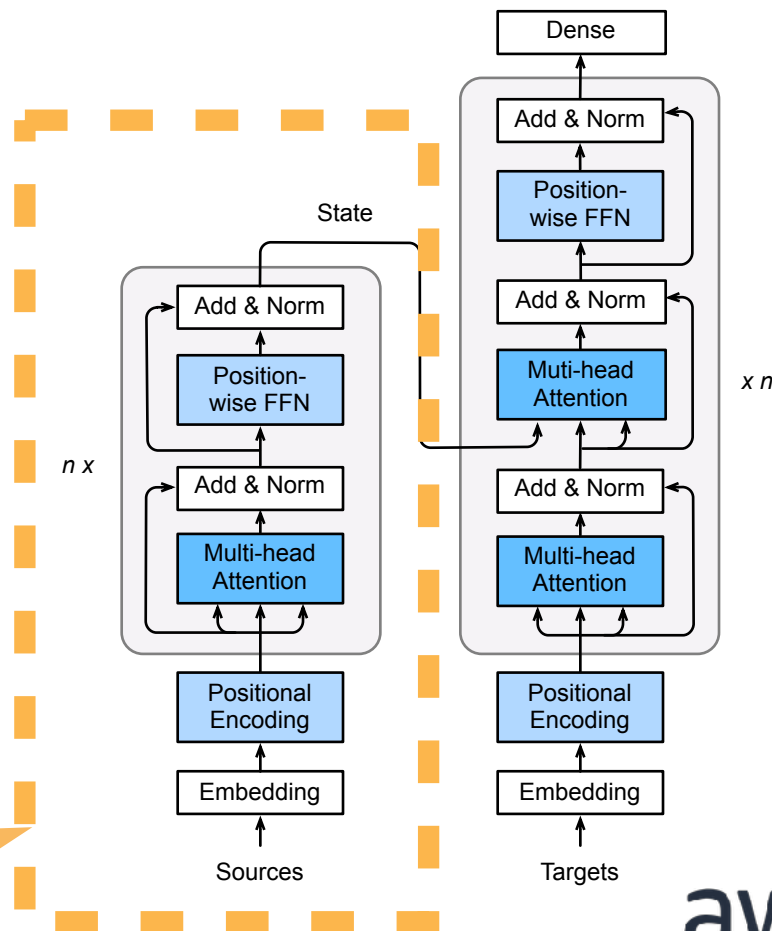 Dense
Add & Norm
Position-
wise FFN
Add & Norm
Muti-head
Attention
x n
Add & Norm
Multi-head
Attention
Positional
Encoding
Embedding
Targets
State
Add & Norm
Position-
wise FFN
n x
Add & Norm
Multi-head
Attention
Positional
Encoding
Embedding
Sources